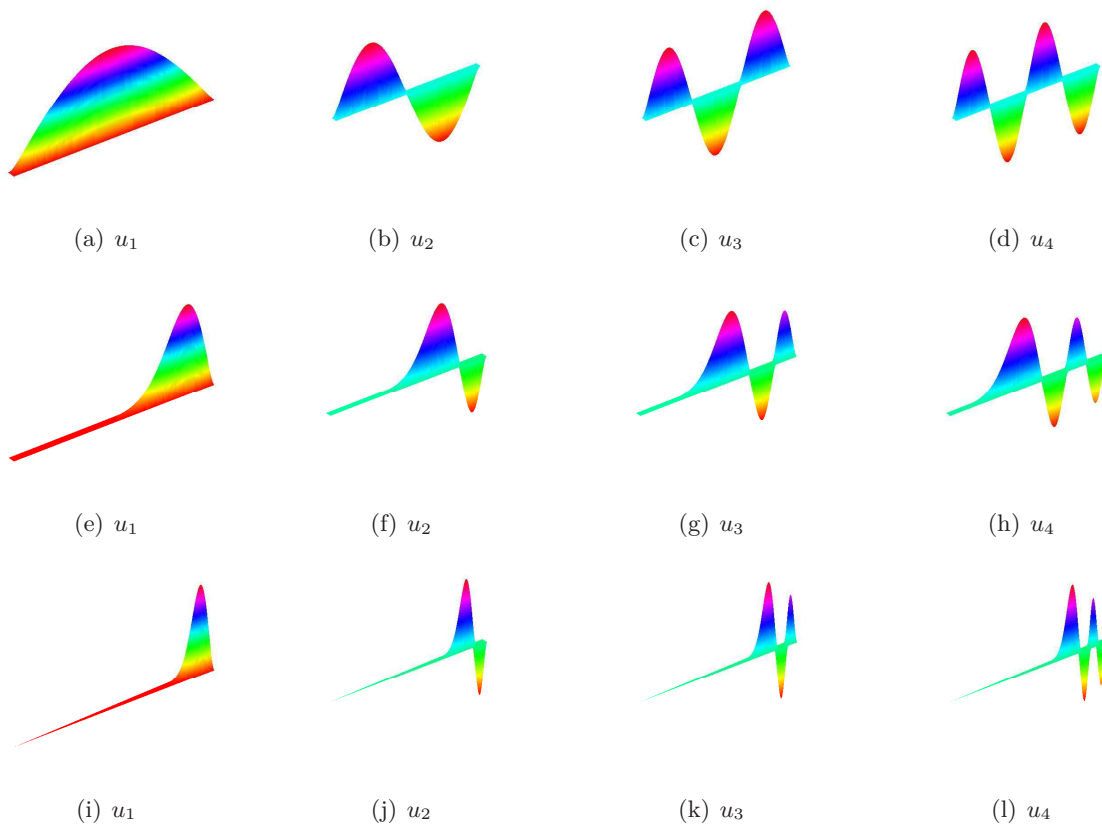 (a) u₁ (b) u₂ (c) u₃ (d) u₄
(e) u₁ (f) u₂ (g) u₃ (h) u₄
(i) u₁ (j) u₂ (k) u₃ (l) u₄